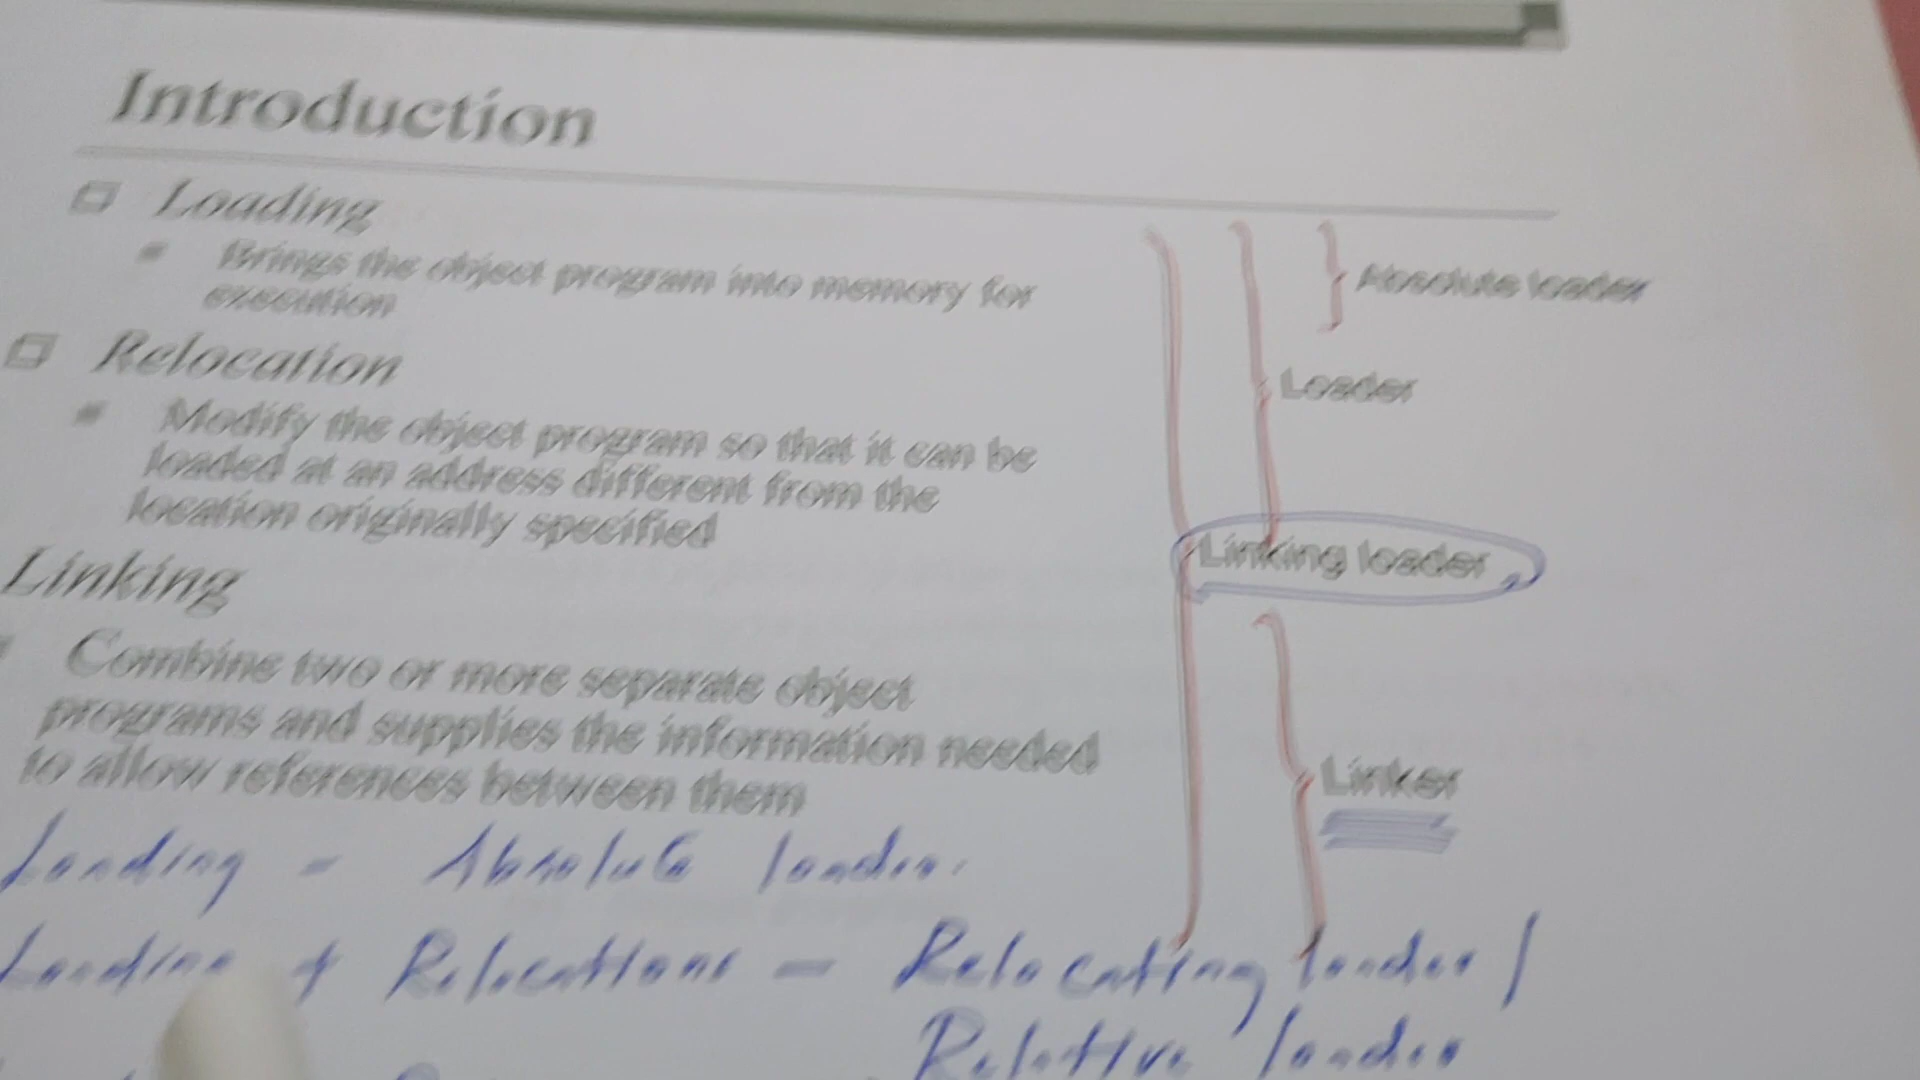 Introduction
Loading
Brings the object program into memory for
execution
Absolute loader
Relocation
Loader
Modify the object program so that it can be
loaded at an address different from the
location originally specified
Linking loader
Linking
Combine two or more separate object
programs and supplies the information needed
to allow references between them
Linker
Loading - Absolute loader.
Loading & Relocations - Relocating loader /
Relative loader